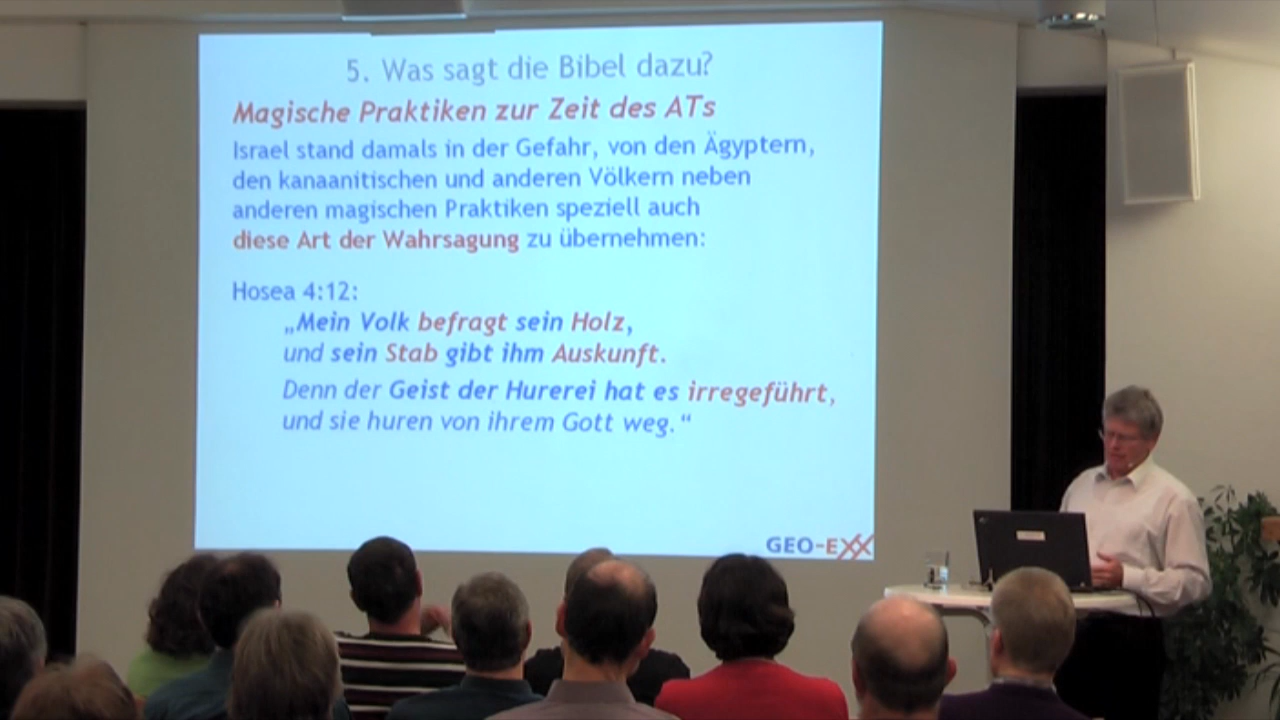 5. Was sagt die Bibel dazu?
Magische Praktiken zur Zeit des ATs
Israel stand damals in der Gefahr, von den Ägyptern,
den kanaanitischen und anderen Völkern neben
anderen magischen Praktiken speziell auch
diese Art der Wahrsagung zu übernehmen:
Hosea 4:12:
„Mein Volk befragt sein Holz,
und sein Stab gibt ihm Auskunft.
Denn der Geist der Hurerei hat es irregeführt,
und sie huren von ihrem Gott weg.“
GEO-EXX